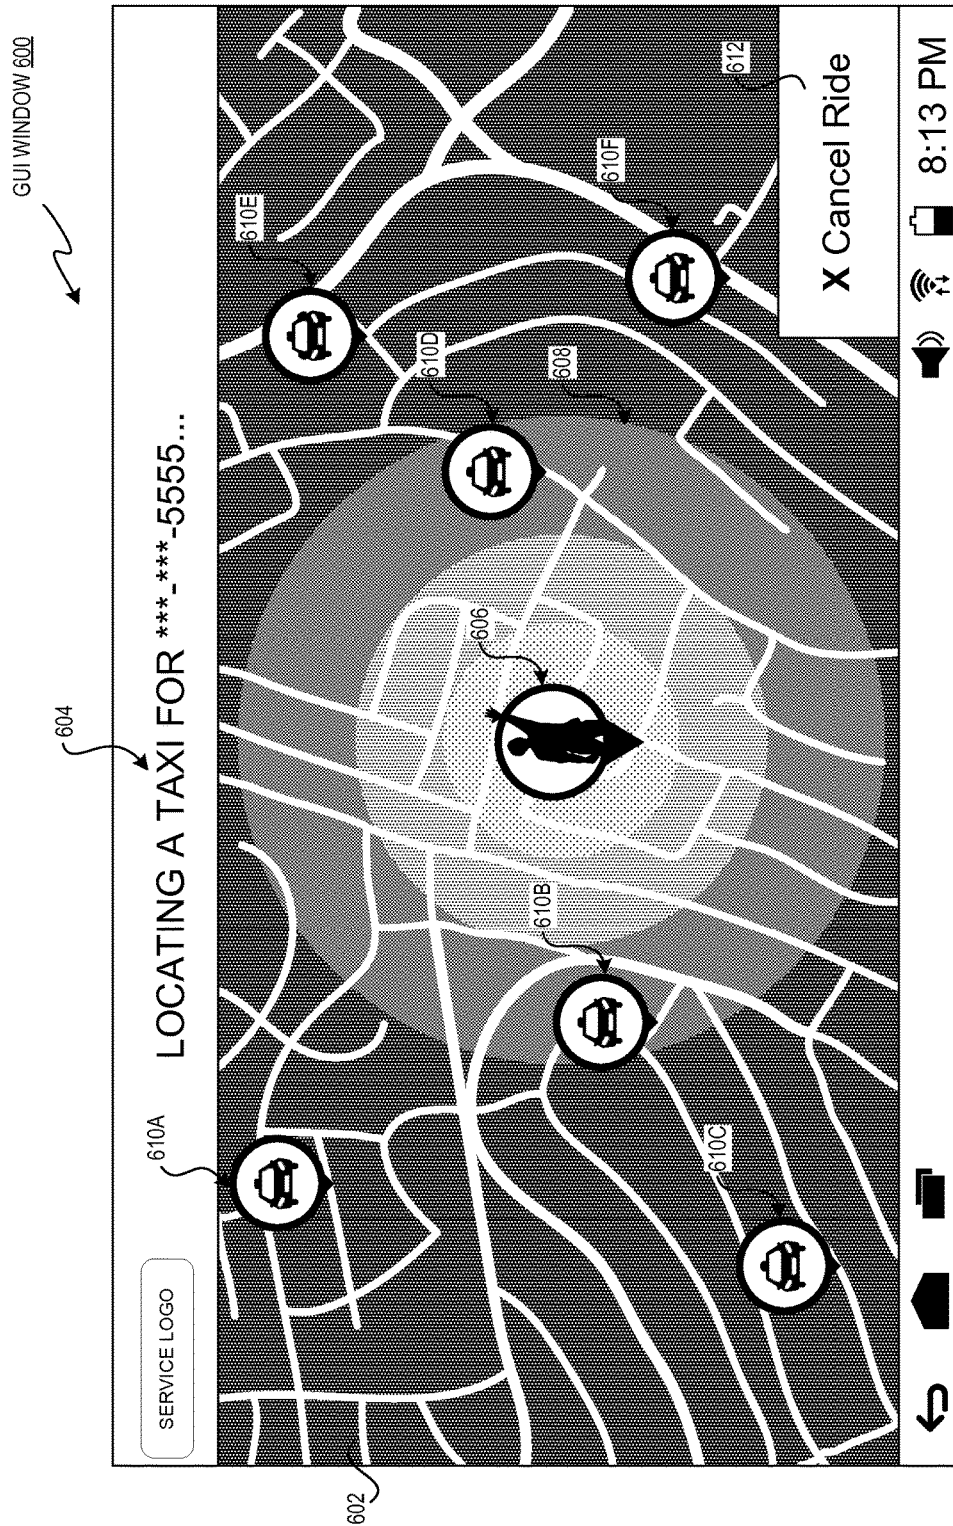 GUI WINDOW 600
604
SERVICE LOGO
LOCATING A TAXI FOR ***-***-5555...
610A
610E
610D
610F
608
606
610B
610C
602
612
X Cancel Ride
8:13 PM